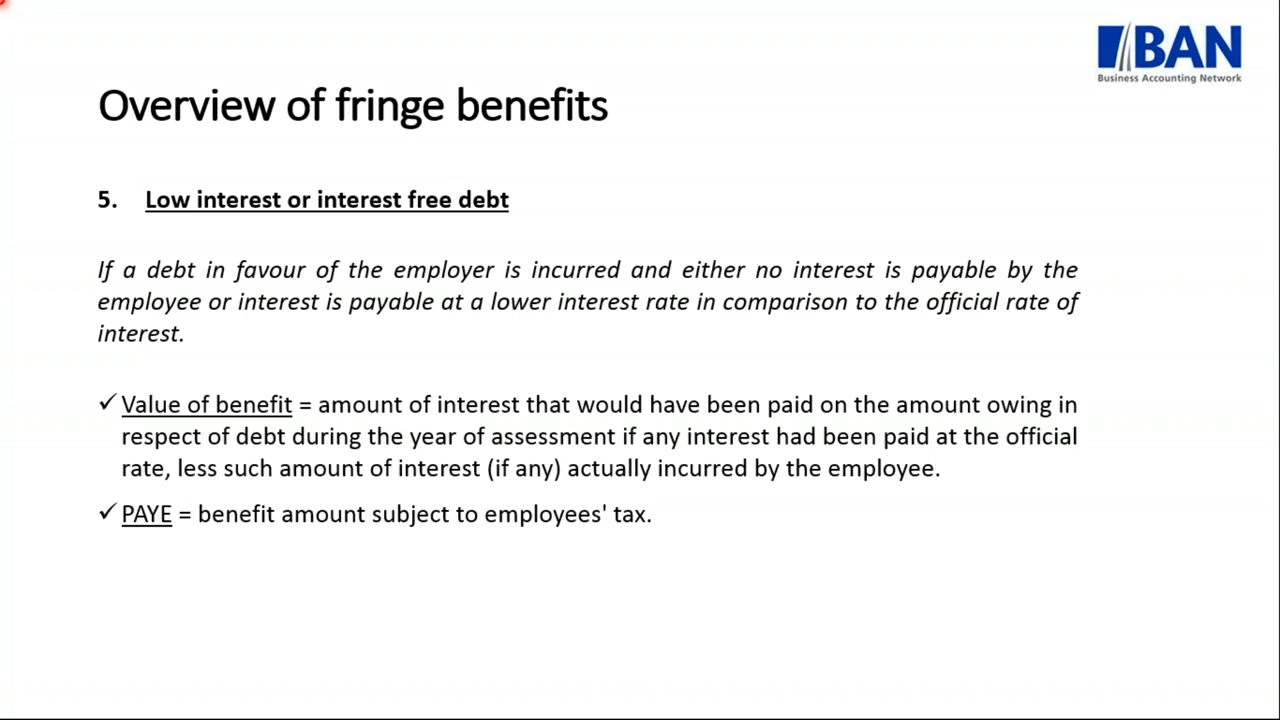 BAN
Business Accounting Network
Overview of fringe benefits
5. Low interest or interest free debt
If a debt in favour of the employer is incurred and either no interest is payable by the
employee or interest is payable at a lower interest rate in comparison to the official rate of
interest.
✓ Value of benefit = amount of interest that would have been paid on the amount owing in
respect of debt during the year of assessment if any interest had been paid at the official
rate, less such amount of interest (if any) actually incurred by the employee.
✓ PAYE = benefit amount subject to employees' tax.